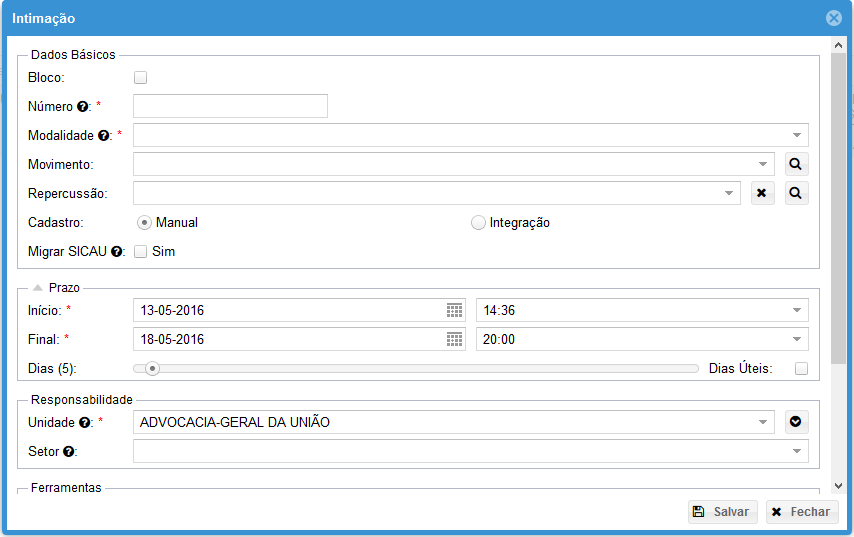 Intimação
Dados Básicos
Bloco:
Número ?: *
Modalidade ?: *
Movimento:
Repercussão:
Cadastro: Manual Integração
Migrar SICAU ?: Sim
Prazo
Início: * 13-05-2016 14:36
Final: * 18-05-2016 20:00
Dias (5): Dias Úteis:
Responsabilidade
Unidade ?: * ADVOCACIA-GERAL DA UNIÃO
Setor ?:
Ferramentas
Salvar Fechar